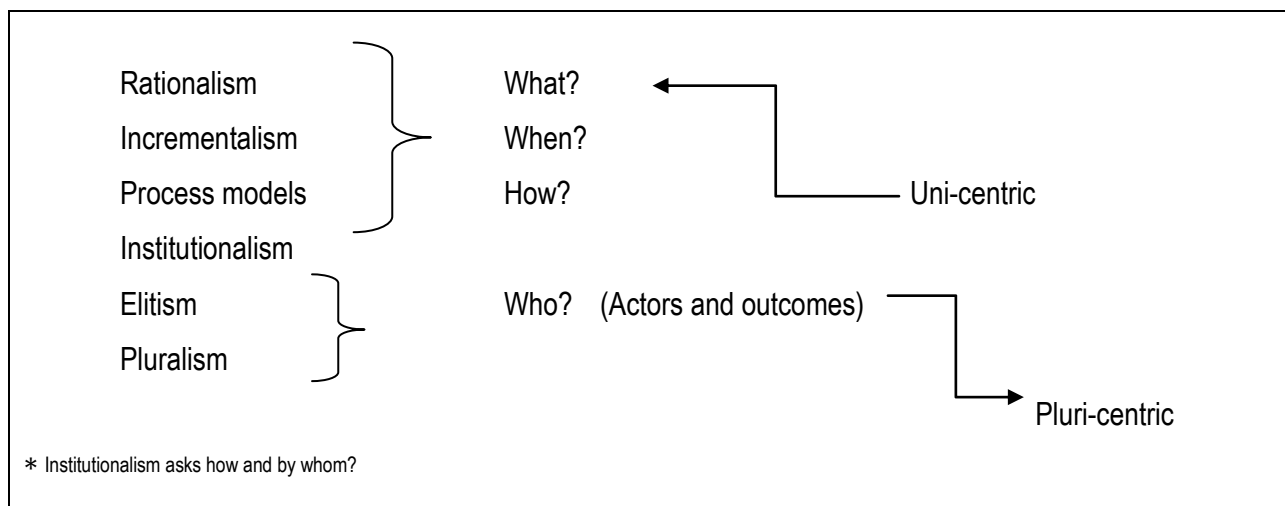 Rationalism What?
Incrementalism When?
Process models How? Uni-centric
Institutionalism
Elitism Who? (Actors and outcomes)
Pluralism
Pluri-centric
* Institutionalism asks how and by whom?